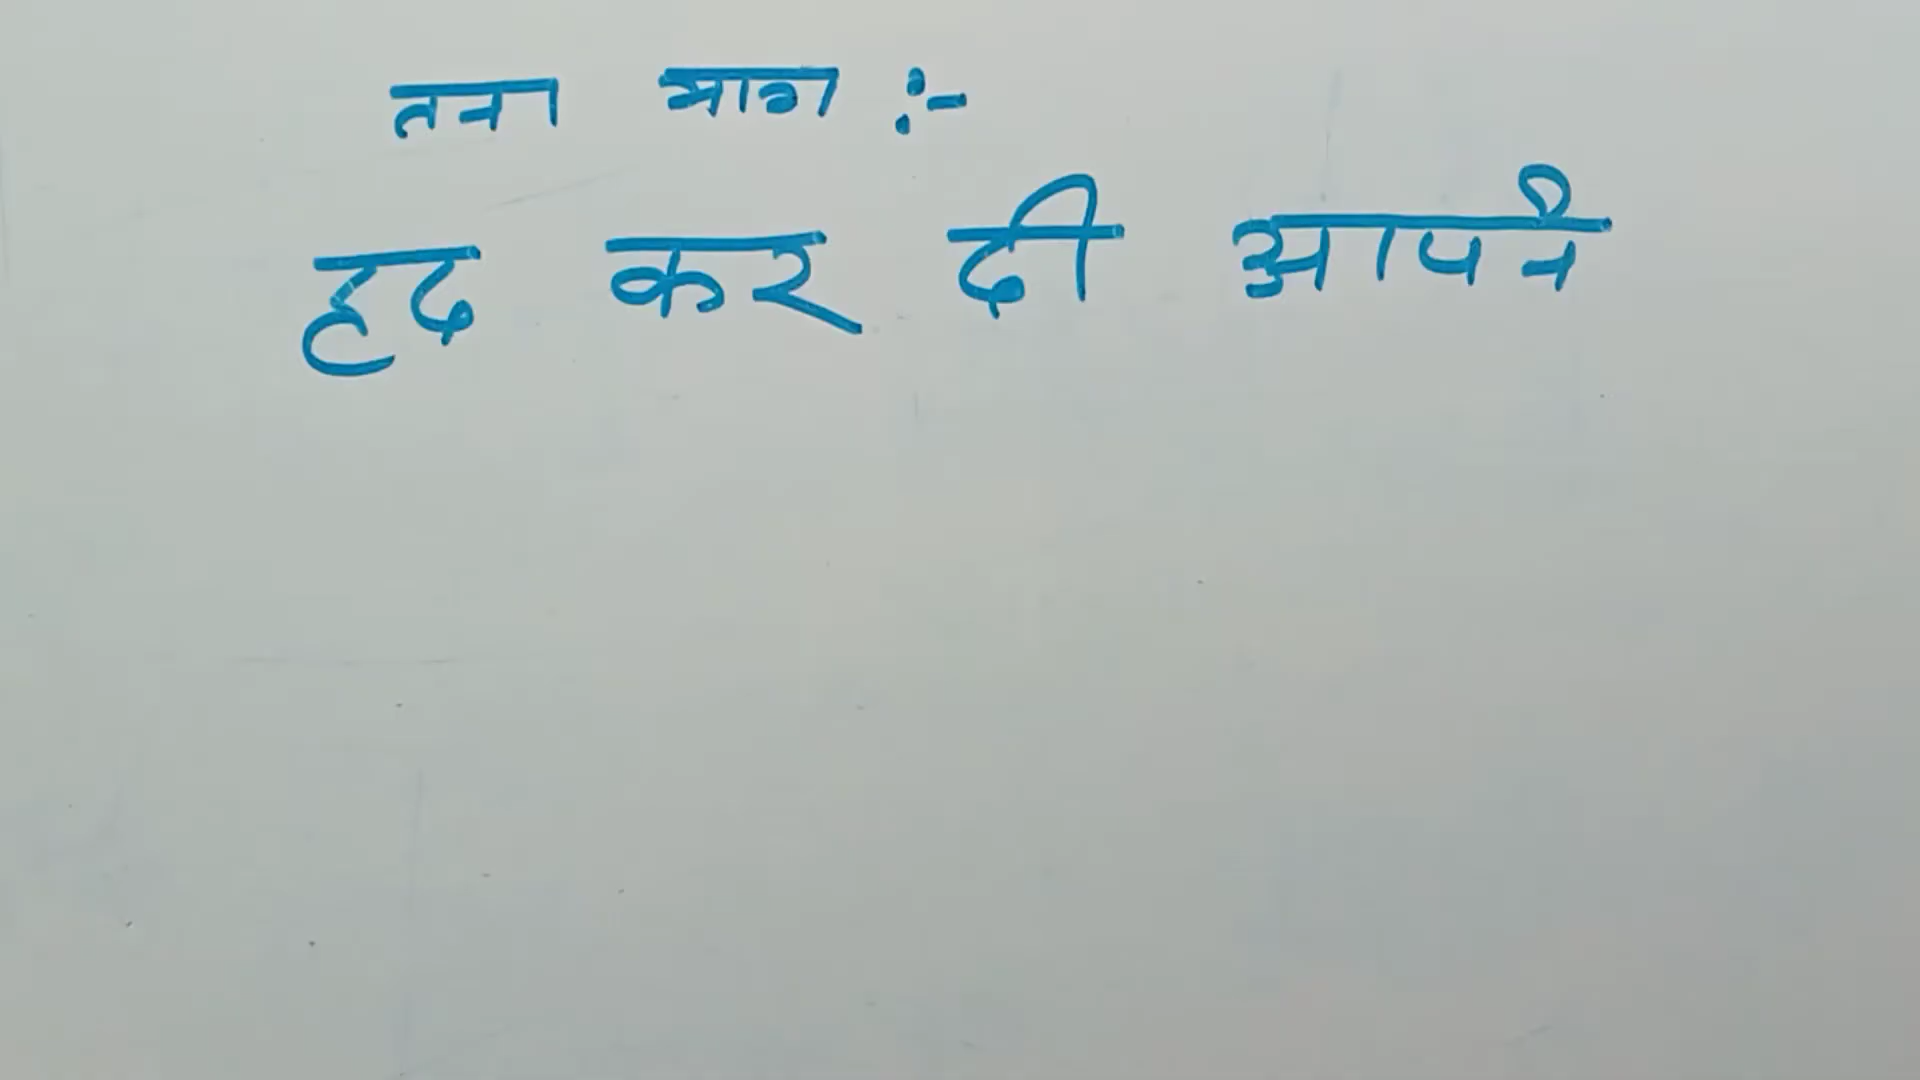 तना भाग :-
हद कर दी आपने